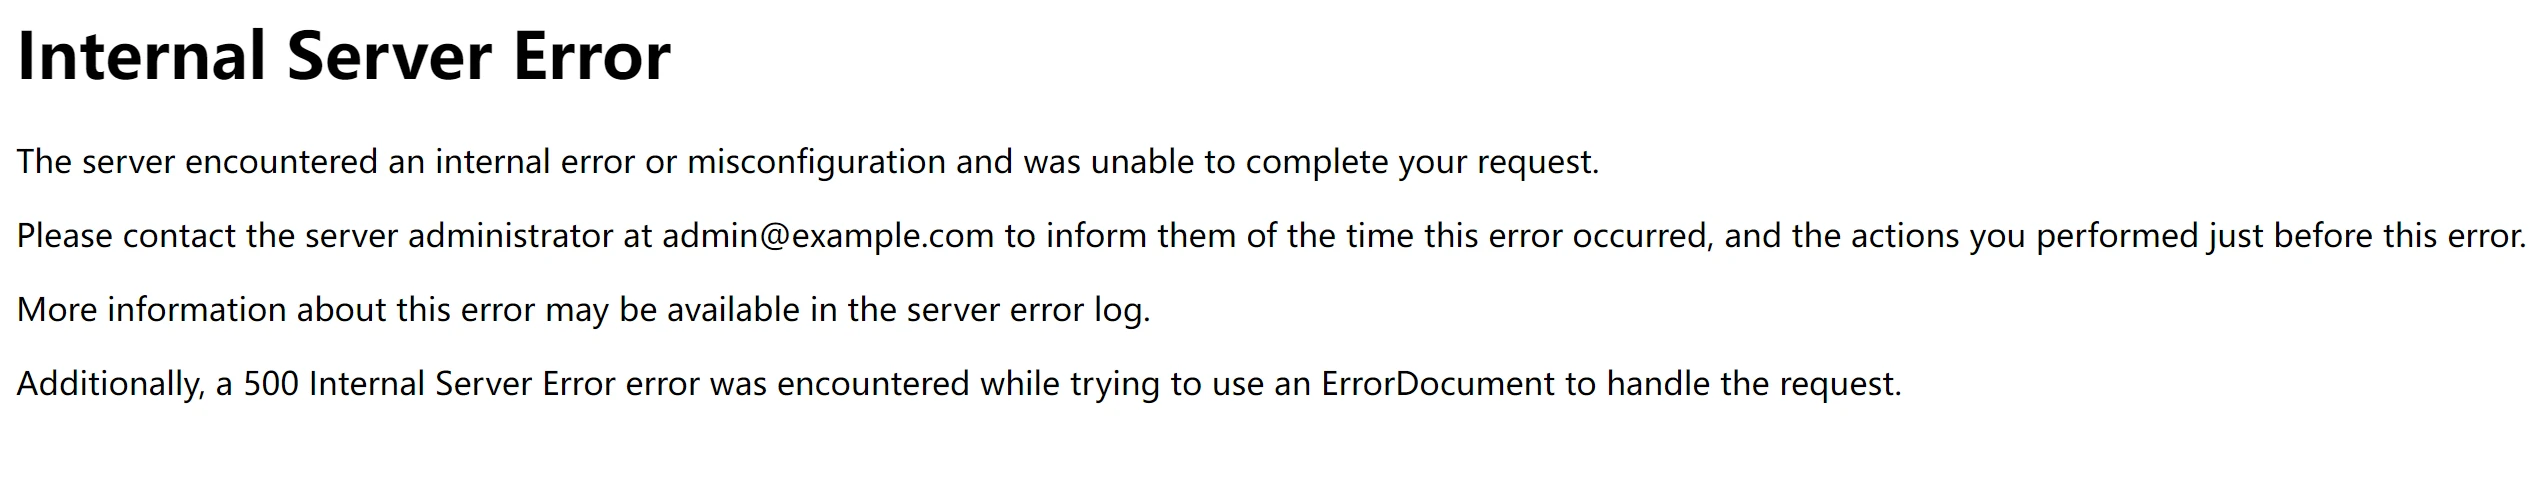 Internal Server Error
The server encountered an internal error or misconfiguration and was unable to complete your request.
Please contact the server administrator at admin@example.com to inform them of the time this error occurred, and the actions you performed just before this error.
More information about this error may be available in the server error log.
Additionally, a 500 Internal Server Error error was encountered while trying to use an ErrorDocument to handle the request.